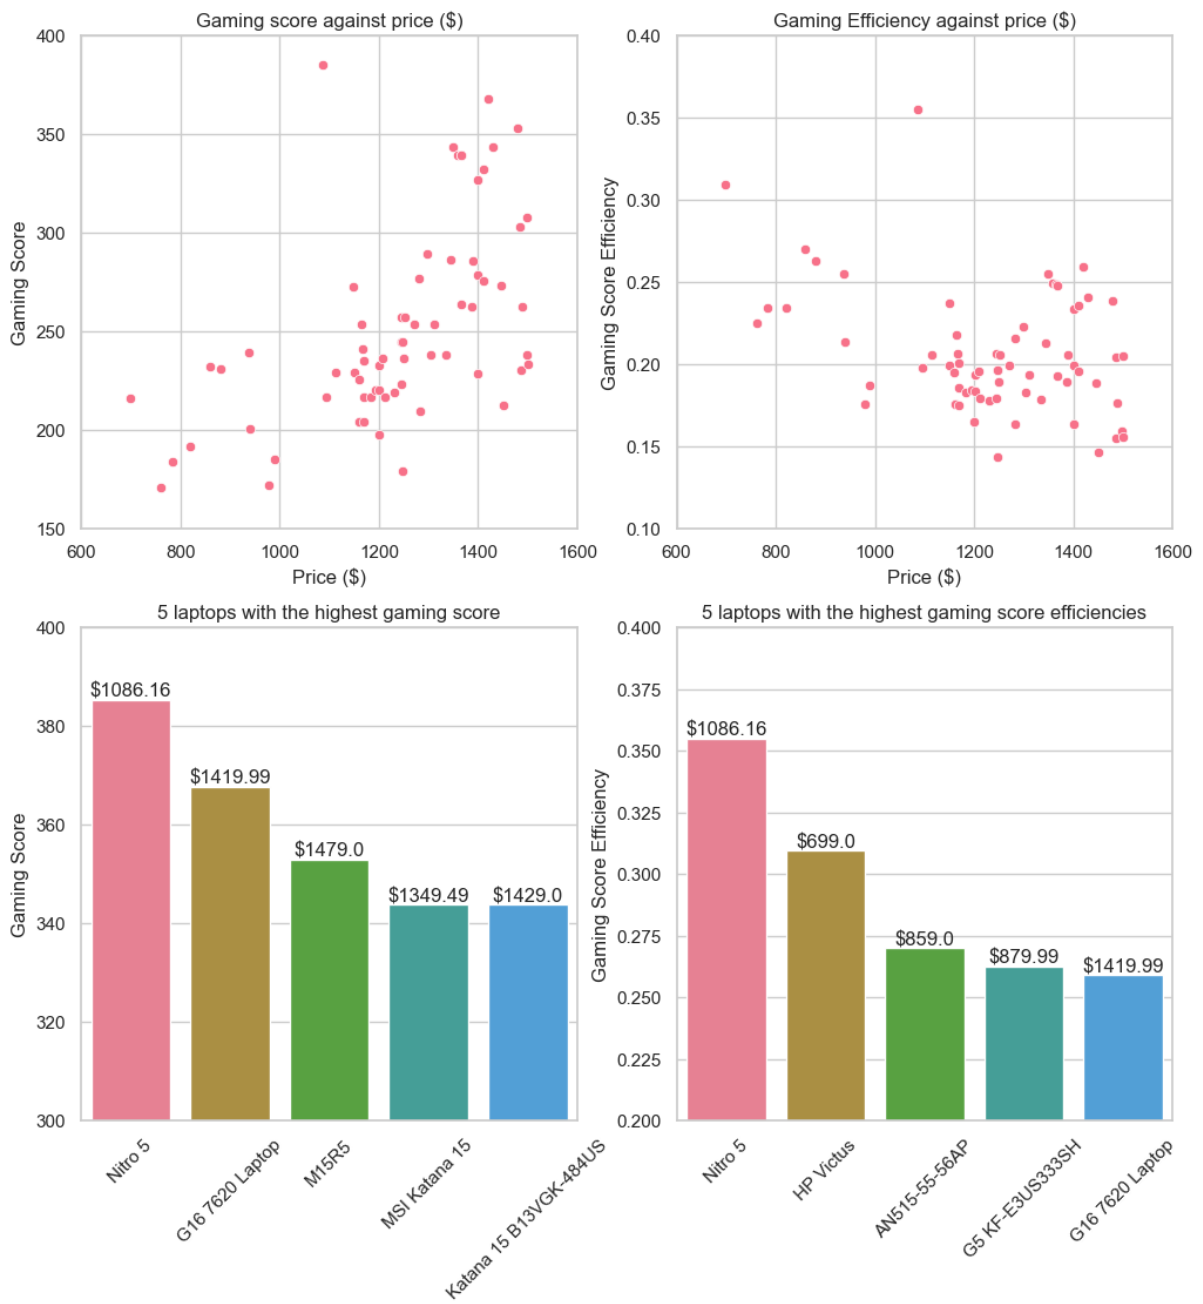 Gaming score against price ($)
400
350
300
250
200
150
Gaming Score
600 800 1000 1200 1400 1600
Price ($)
Gaming Efficiency against price ($)
0.40
0.35
0.30
0.25
0.20
0.15
0.10
Gaming Score Efficiency
600 800 1000 1200 1400 1600
Price ($)
5 laptops with the highest gaming score
400
380
360
340
320
300
Gaming Score
$1086.16
$1419.99
$1479.0
$1349.49
$1429.0
Nitro 5
G16 7620 Laptop
M15R5
MSI Katana 15
Katana 15 B13VGK-484US
5 laptops with the highest gaming score efficiencies
0.400
0.375
0.350
0.325
0.300
0.275
0.250
0.225
0.200
Gaming Score Efficiency
$1086.16
$699.0
$859.0
$879.99
$1419.99
Nitro 5
HP Victus
AN515-55-56AP
G5 KF-E3US333SH
G16 7620 Laptop